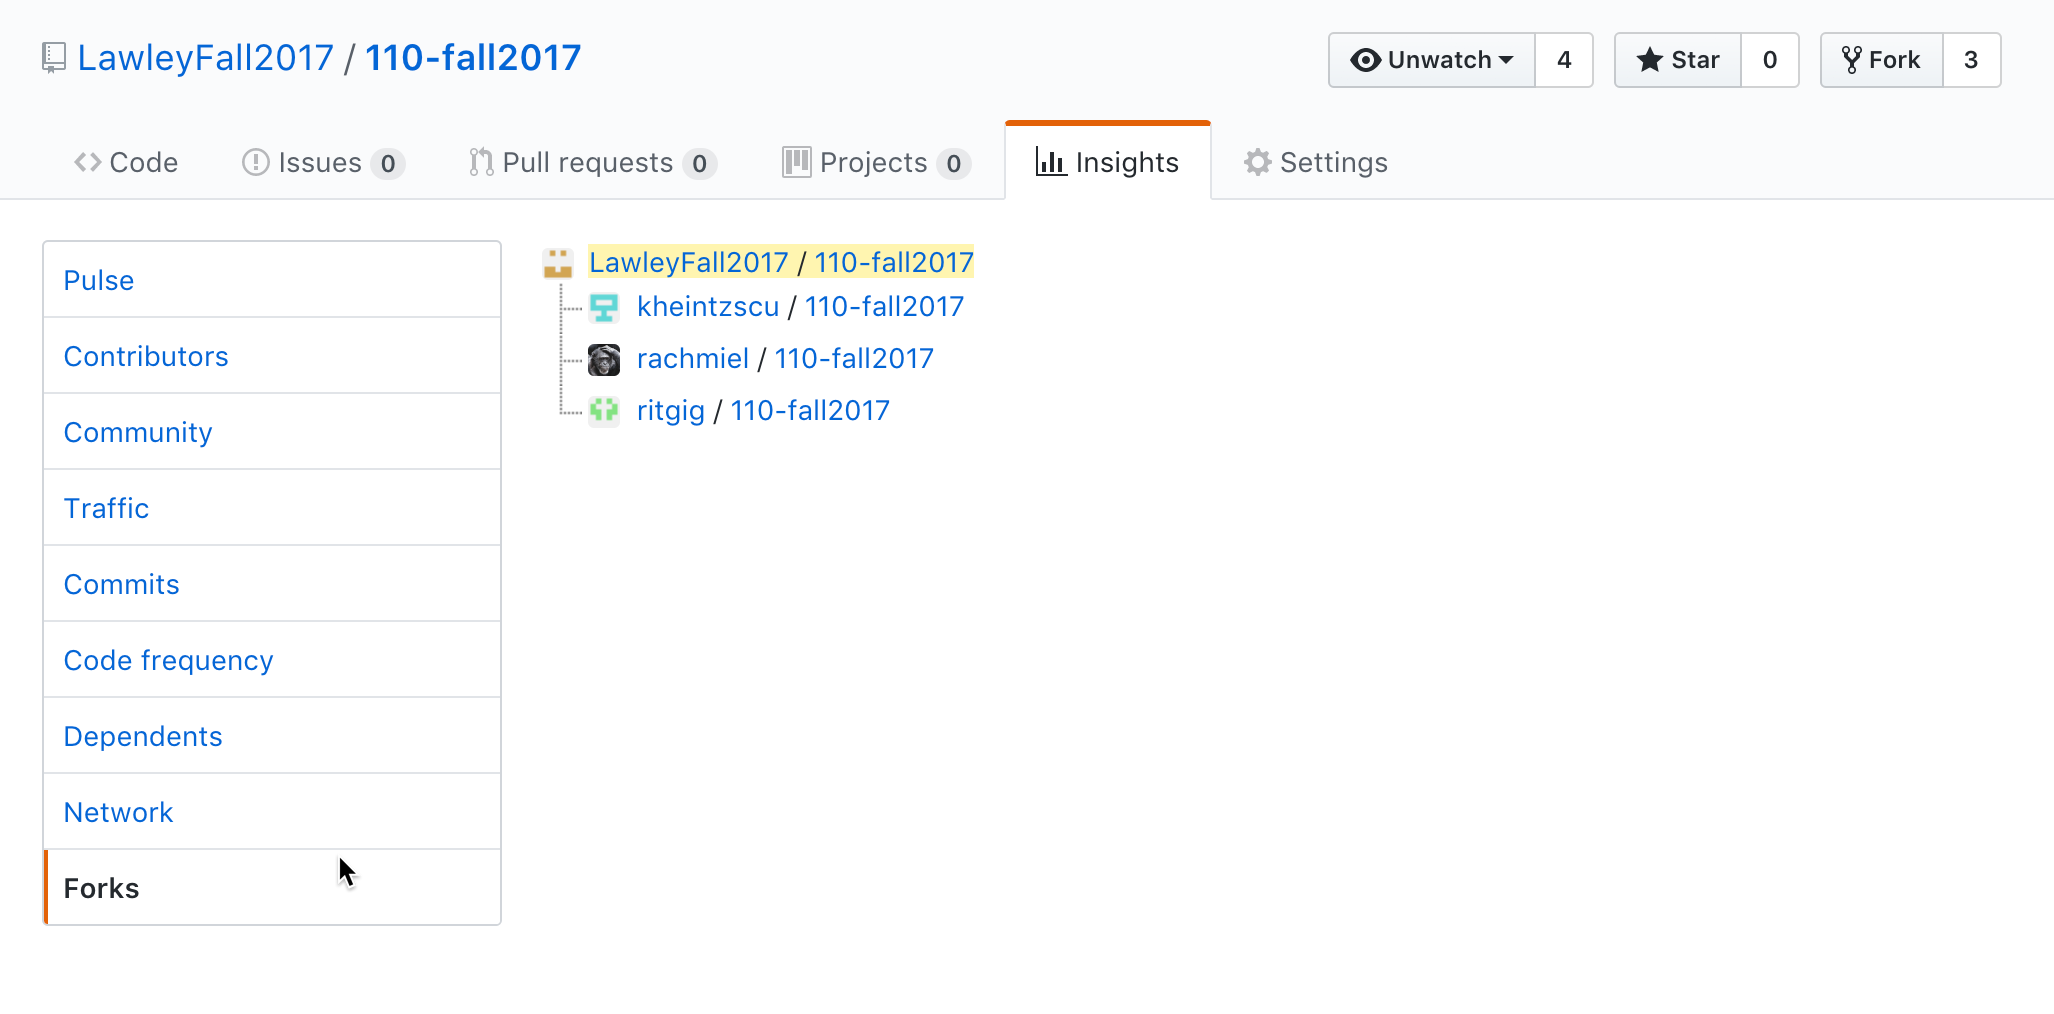 LawleyFall2017 / 110-fall2017
Unwatch 4 Star 0 Fork 3
Code Issues 0 Pull requests 0 Projects 0 Insights Settings
Pulse
Contributors
Community
Traffic
Commits
Code frequency
Dependents
Network
Forks
LawleyFall2017 / 110-fall2017
kheintzscu / 110-fall2017
rachmiel / 110-fall2017
ritgig / 110-fall2017